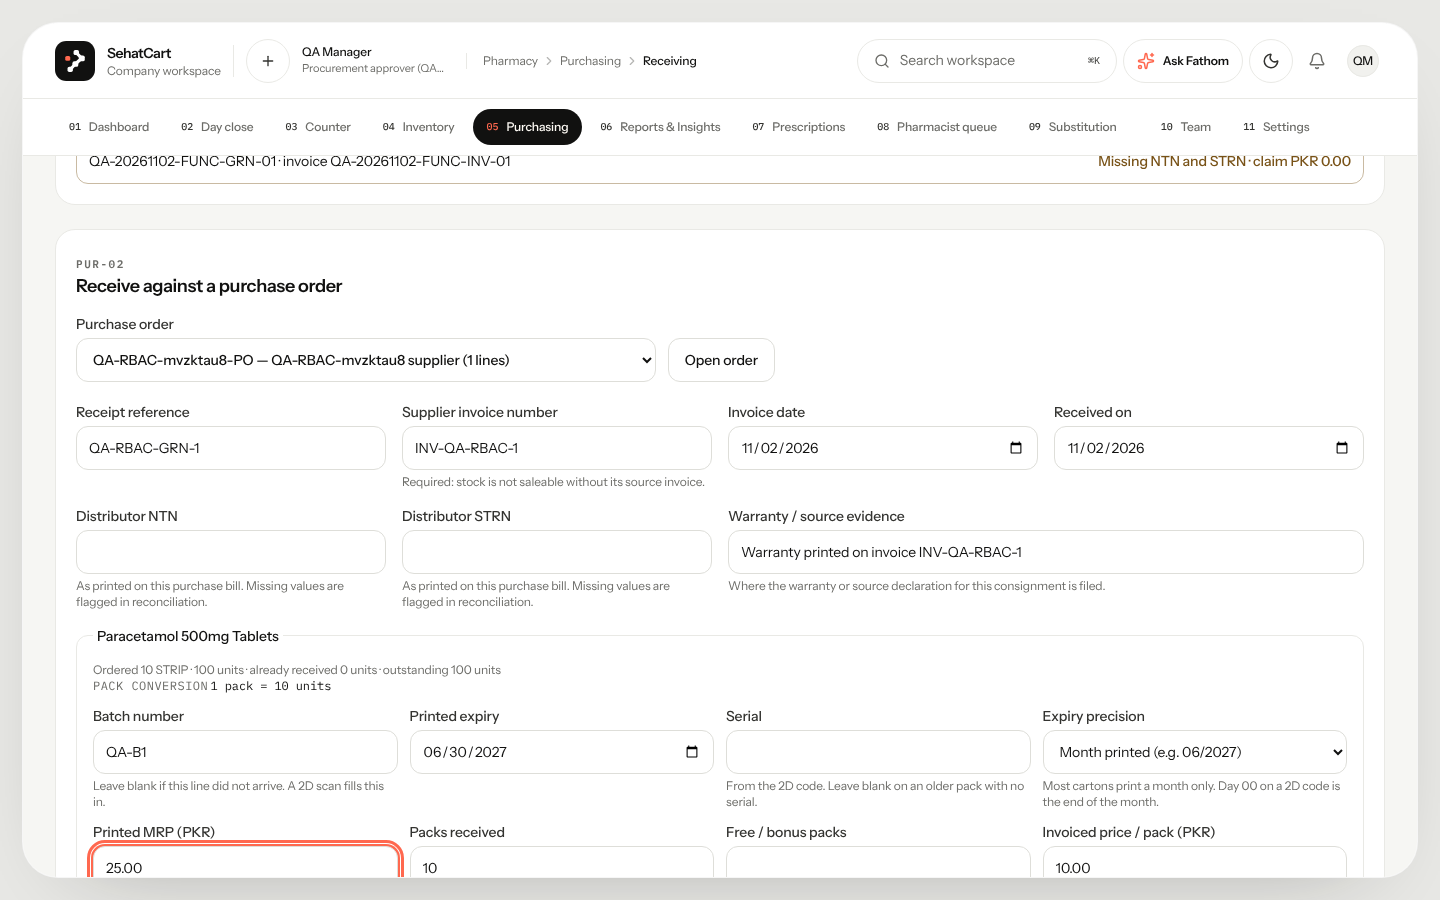 SehatCart
Company workspace
QA Manager
Procurement approver (QA...
Pharmacy
Purchasing
Receiving
Search workspace
⌘K
Ask Fathom
QM
01 Dashboard
02 Day close
03 Counter
04 Inventory
05 Purchasing
06 Reports & Insights
07 Prescriptions
08 Pharmacist queue
09 Substitution
10 Team
11 Settings
QA-20261102-FUNC-GRN-01 · invoice QA-20261102-FUNC-INV-01
Missing NTN and STRN · claim PKR 0.00
PUR-02
Receive against a purchase order
Purchase order
QA-RBAC-mvzktau8-PO — QA-RBAC-mvzktau8 supplier (1 lines)
Open order
Receipt reference
Supplier invoice number
Invoice date
Received on
QA-RBAC-GRN-1
INV-QA-RBAC-1
11/02/2026
11/02/2026
Required: stock is not saleable without its source invoice.
Distributor NTN
Distributor STRN
Warranty / source evidence
Warranty printed on invoice INV-QA-RBAC-1
As printed on this purchase bill. Missing values are
flagged in reconciliation.
As printed on this purchase bill. Missing values are
flagged in reconciliation.
Where the warranty or source declaration for this consignment is filed.
Paracetamol 500mg Tablets
Ordered 10 STRIP · 100 units · already received 0 units · outstanding 100 units
PACK CONVERSION 1 pack = 10 units
Batch number
Printed expiry
Serial
Expiry precision
QA-B1
06/30/2027
Month printed (e.g. 06/2027)
Leave blank if this line did not arrive. A 2D scan fills this
in.
From the 2D code. Leave blank on an older pack with no
serial.
Most cartons print a month only. Day 00 on a 2D code is
the end of the month.
Printed MRP (PKR)
Packs received
Free / bonus packs
Invoiced price / pack (PKR)
25.00
10
10.00